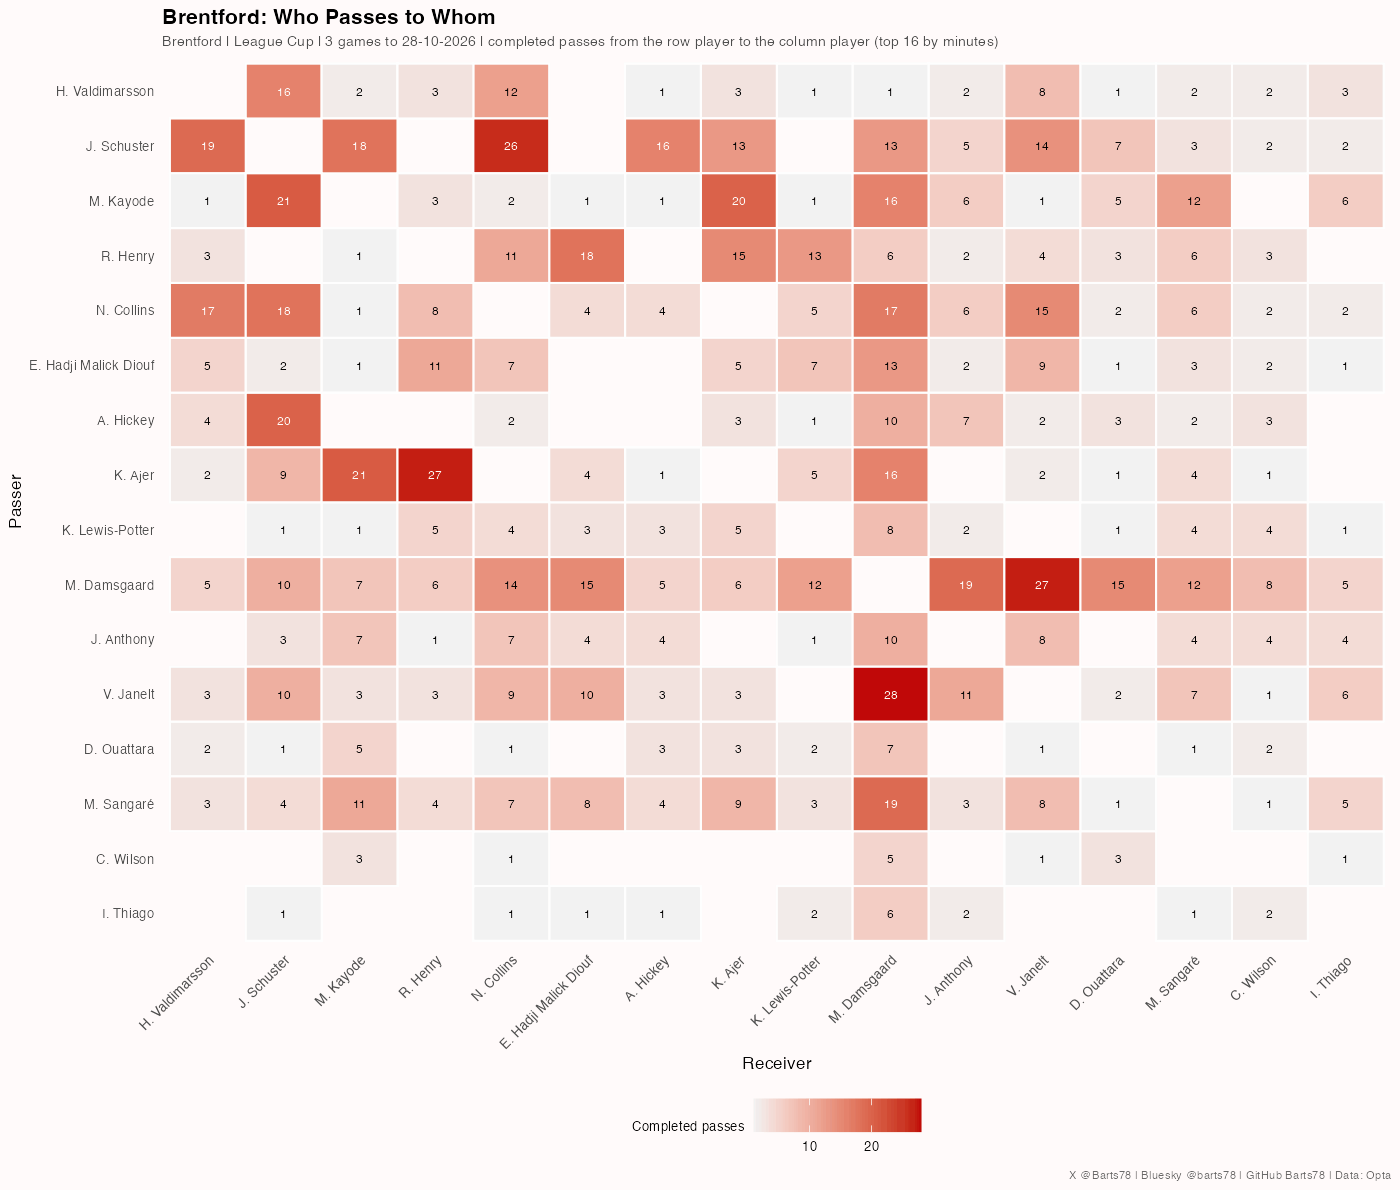 Brentford: Who Passes to Whom
Brentford | League Cup | 3 games to 28-10-2026 | completed passes from the row player to the column player (top 16 by minutes)
Passer
H. Valdimarsson 16 2 3 12 1 3 1 1 2 8 1 2 2 3
J. Schuster 19 18 26 16 13 13 5 14 7 3 2 2
M. Kayode 1 21 3 2 1 1 20 1 16 6 1 5 12 6
R. Henry 3 1 11 18 15 13 6 2 4 3 6 3
N. Collins 17 18 1 8 4 4 5 17 6 15 2 6 2 2
E. Hadji Malick Diouf 5 2 1 11 7 5 7 13 2 9 1 3 2 1
A. Hickey 4 20 2 3 1 10 7 2 3 2 3
K. Ajer 2 9 21 27 4 1 5 16 2 1 4 1
K. Lewis-Potter 1 1 5 4 3 3 5 8 2 1 4 4 1
M. Damsgaard 5 10 7 6 14 15 5 6 12 19 27 15 12 8 5
J. Anthony 3 7 1 7 4 4 1 10 8 4 4 4
V. Janelt 3 10 3 3 9 10 3 3 28 11 2 7 1 6
D. Ouattara 2 1 5 1 3 3 2 7 1 1 2
M. Sangaré 3 4 11 4 7 8 4 9 3 19 3 8 1 1 5
C. Wilson 3 1 5 1 3 1
I. Thiago 1 1 1 1 2 6 2 1 2
H. Valdimarsson J. Schuster M. Kayode R. Henry N. Collins E. Hadji Malick Diouf A. Hickey K. Ajer K. Lewis-Potter M. Damsgaard J. Anthony V. Janelt D. Ouattara M. Sangaré C. Wilson I. Thiago
Receiver
Completed passes
10 20
X @Barts78 | Bluesky @barts78 | GitHub Barts78 | Data: Opta